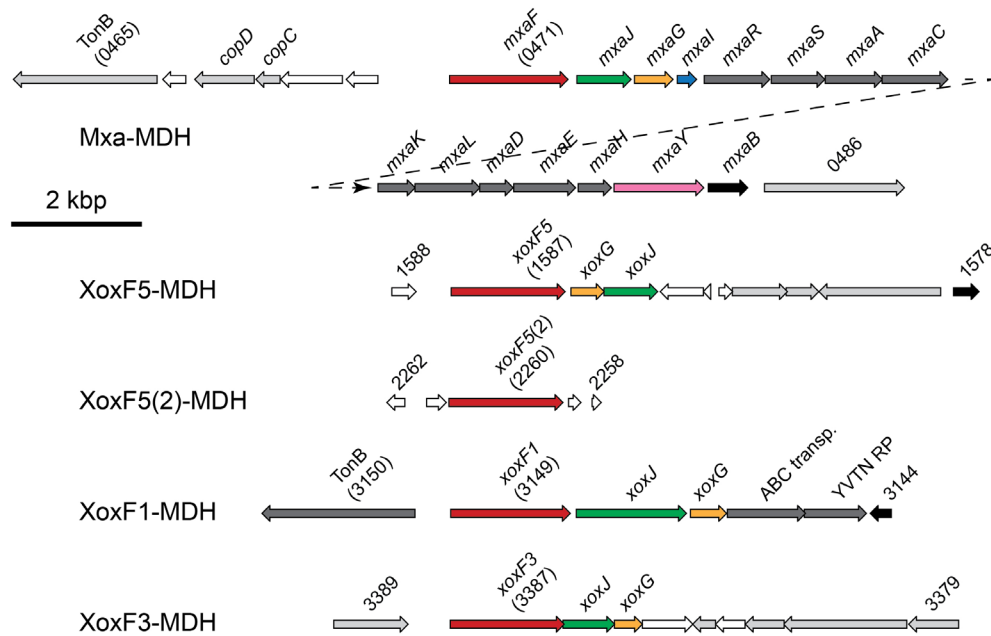 TonB
(0465)
copD
copC
mxaF
(0471)
mxaJ
mxaG
mxaI
mxaR
mxaS
mxaA
mxaC
Mxa-MDH
mxaK
mxaL
mxaD
mxaE
mxaH
mxaY
mxaB
0486
2 kbp
XoxF5-MDH
1588
xoxF5
(1587)
xoxG
xoxJ
1578
XoxF5(2)-MDH
2262
xoxF5(2)
(2260)
2258
XoxF1-MDH
TonB
(3150)
xoxF1
(3149)
xoxJ
xoxG
ABC transp.
YVTN RP
3144
XoxF3-MDH
3389
xoxF3
(3387)
xoxJ
xoxG
3379